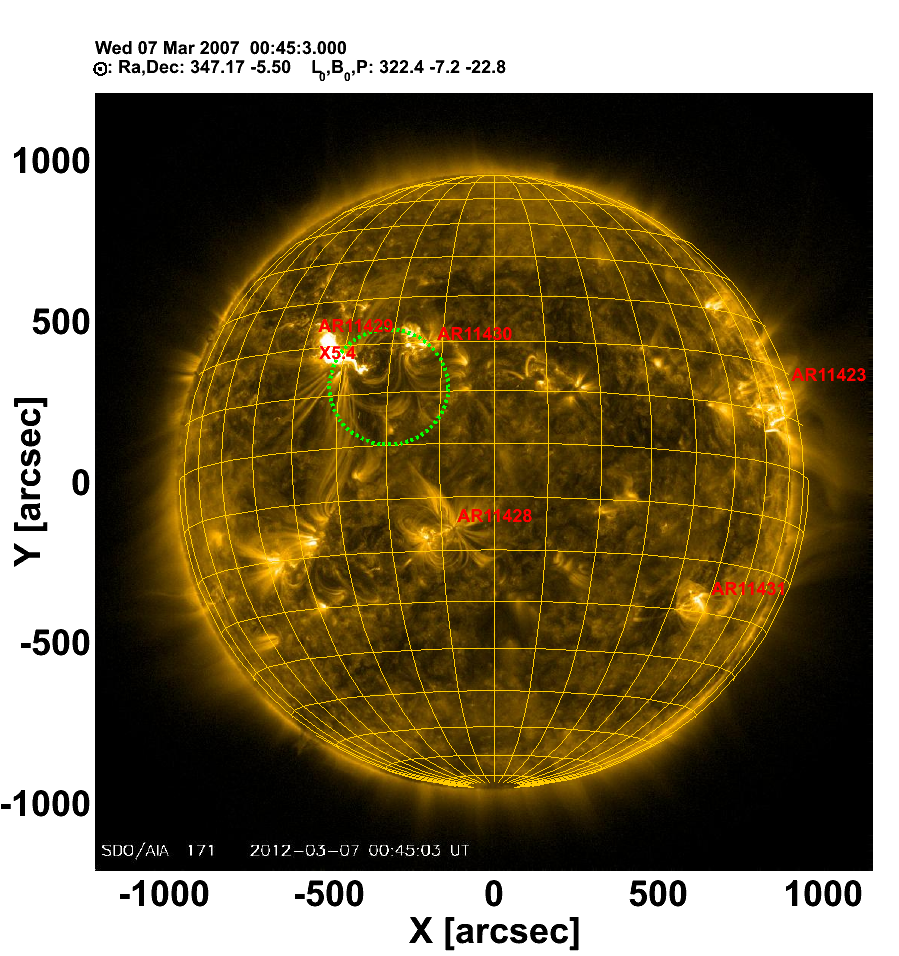 Wed 07 Mar 2007  00:45:3.000
☉: Ra,Dec: 347.17 -5.50    L0,B0,P: 322.4 -7.2 -22.8
1000
500
AR11429
AR11430
X5.4
AR11423
Y [arcsec]
0
AR11428
AR11431
-500
-1000
SDO/AIA  171    2012-03-07 00:45:03 UT
-1000 -500 0 500 1000
X [arcsec]